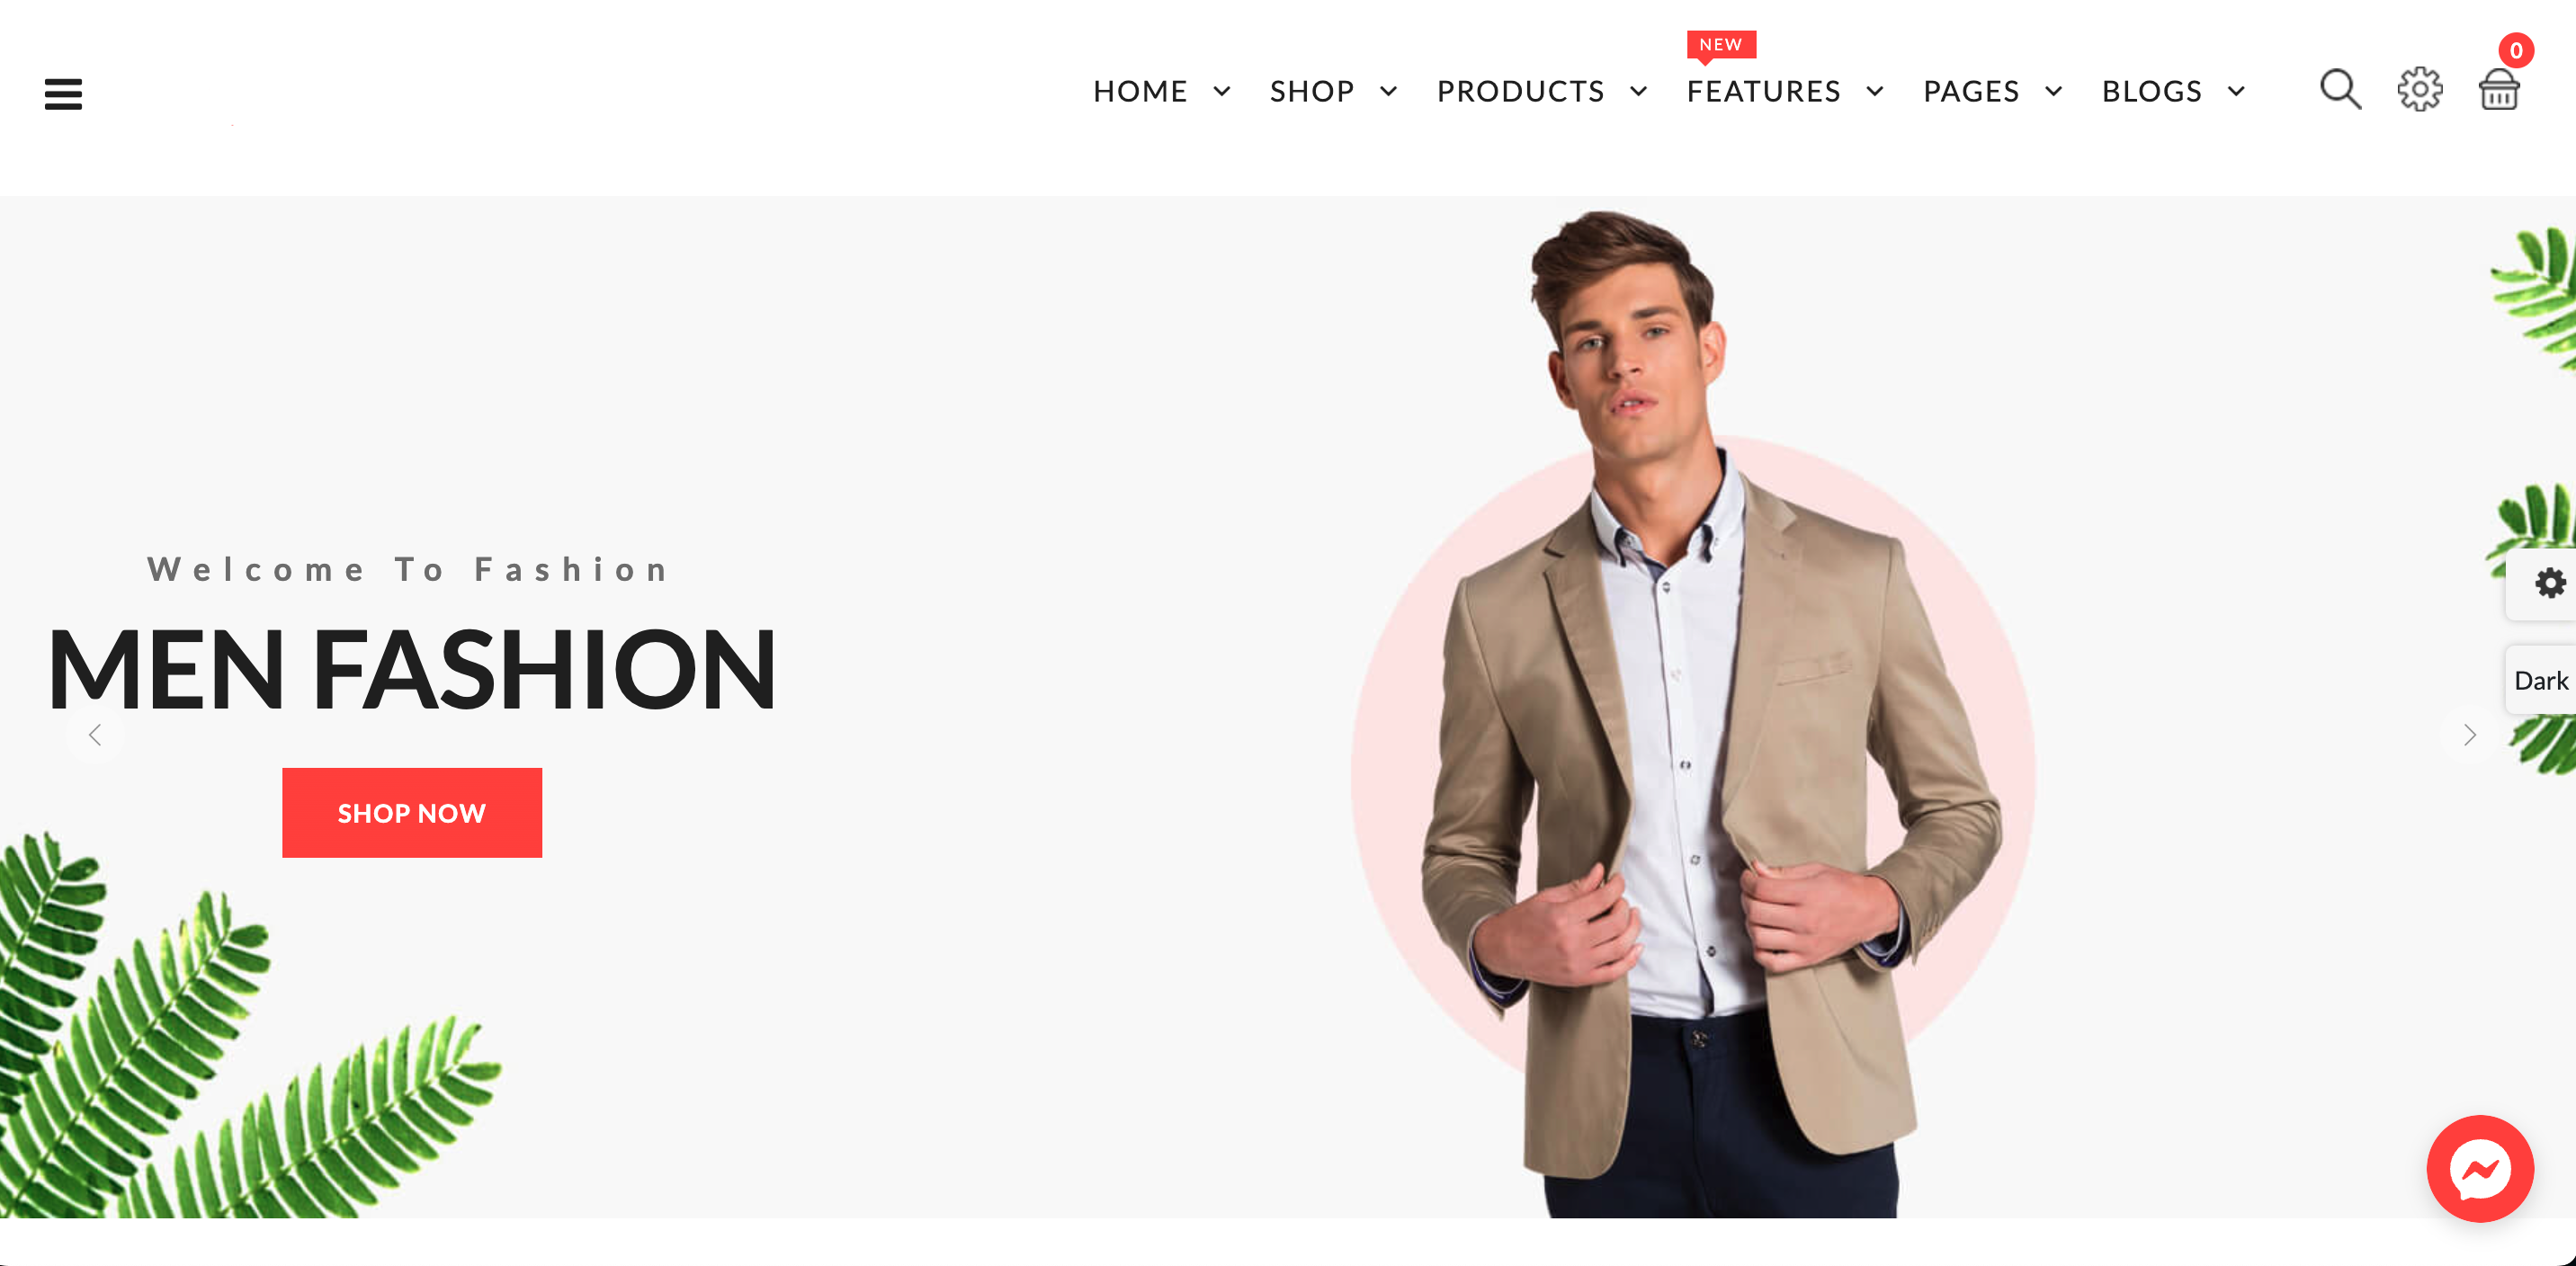 NEW
0
HOME SHOP PRODUCTS FEATURES PAGES BLOGS
Welcome To Fashion
MEN FASHION
SHOP NOW
Dark